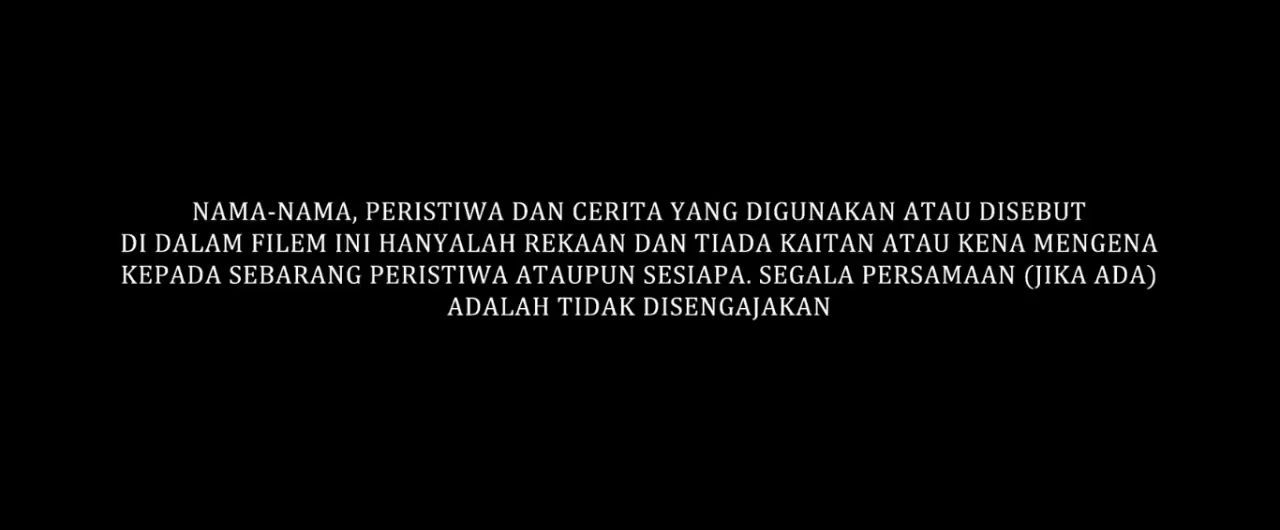 NAMA-NAMA, PERISTIWA DAN CERITA YANG DIGUNAKAN ATAU DISEBUT
DI DALAM FILEM INI HANYALAH REKAAN DAN TIADA KAITAN ATAU KENA MENGENA
KEPADA SEBARANG PERISTIWA ATAUPUN SESIAPA. SEGALA PERSAMAAN (JIKA ADA)
ADALAH TIDAK DISENGAJAKAN